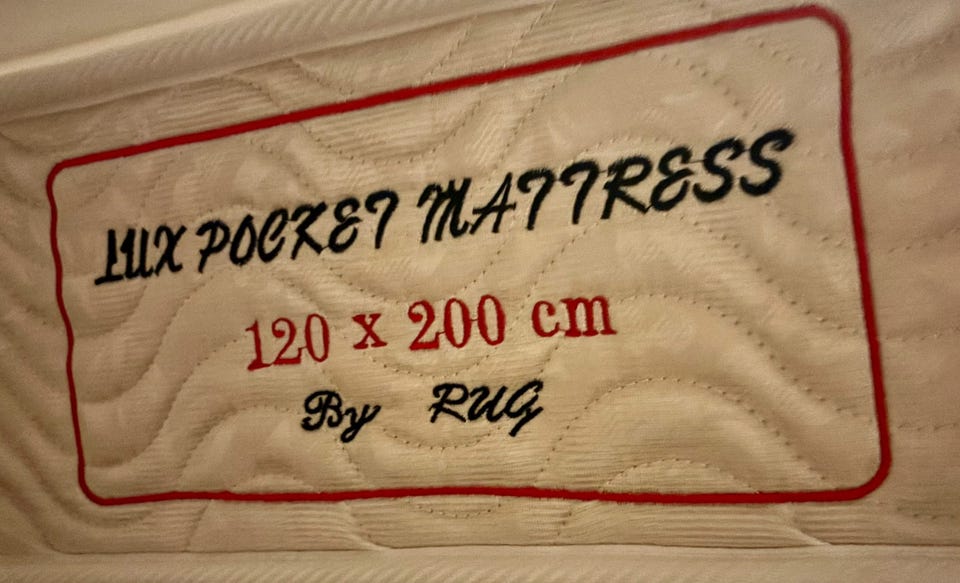 LUX POCKET MATTRESS
120 x 200 cm
By RUG